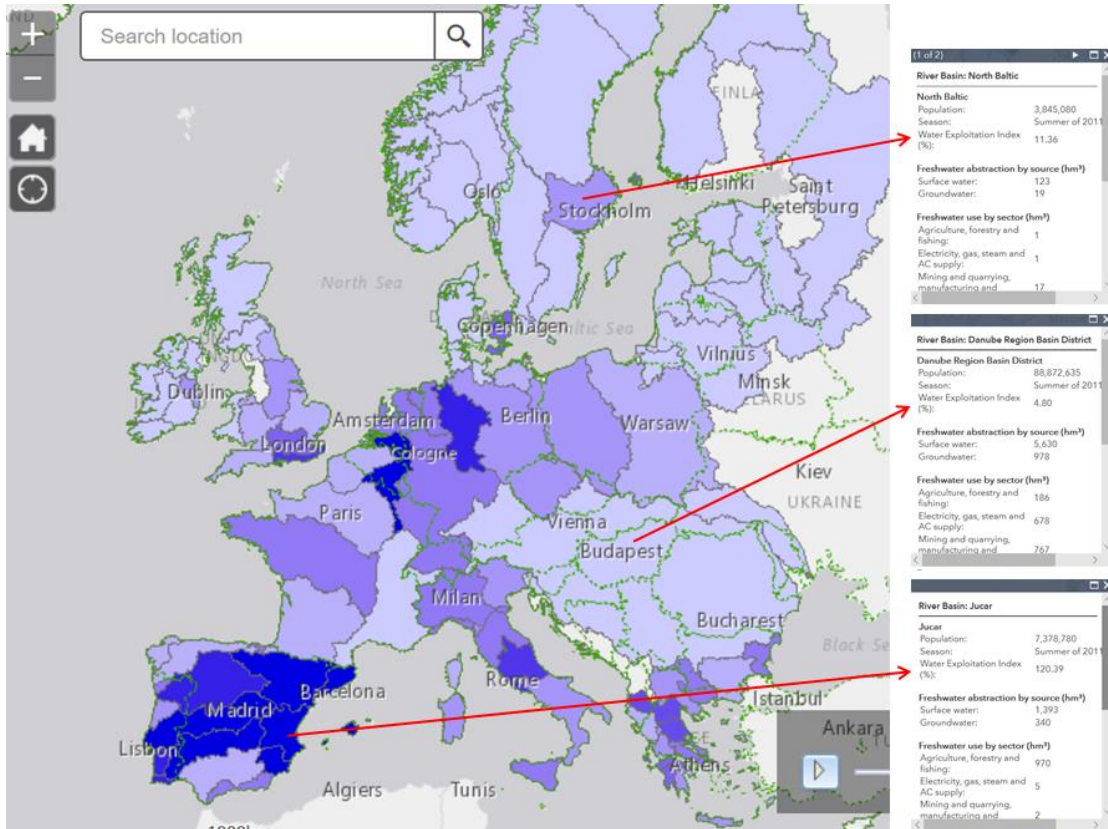 ND
Search location
FINLA
Oslo
Helsinki
Saint
Petersburg
Stockholm
North Sea
Copenhagen
Baltic Sea
Vilnius
Dublin
Minsk
LARUS
Amsterdam
Berlin
Warsaw
London
Cologne
Kiev
UKRAINE
Paris
Vienna
Budapest
Milan
Bucharest
Black Se
Rome
Barcelona
Istanbul
Madrid
Ankara
Lisbon
Athens
Algiers
Tunis
(1 of 2)
River Basin: North Baltic
North Baltic
Population: 3,845,080
Season: Summer of 2011
Water Exploitation Index 11.36
(%):
Freshwater abstraction by source (hm³)
Surface water: 123
Groundwater: 19
Freshwater use by sector (hm³)
Agriculture, forestry and 1
fishing:
Electricity, gas, steam and 1
AC supply:
Mining and quarrying,
manufacturing and 17
River Basin: Danube Region Basin District
Danube Region Basin District
Population: 88,872,635
Season: Summer of 2011
Water Exploitation Index 4.80
(%):
Freshwater abstraction by source (hm³)
Surface water: 5,630
Groundwater: 978
Freshwater use by sector (hm³)
Agriculture, forestry and 186
fishing:
Electricity, gas, steam and 678
AC supply:
Mining and quarrying,
manufacturing and 767
River Basin: Jucar
Jucar
Population: 7,378,780
Season: Summer of 2011
Water Exploitation Index 120.39
(%):
Freshwater abstraction by source (hm³)
Surface water: 1,393
Groundwater: 340
Freshwater use by sector (hm³)
Agriculture, forestry and 970
fishing:
Electricity, gas, steam and 5
AC supply:
Mining and quarrying,
manufacturing and 2